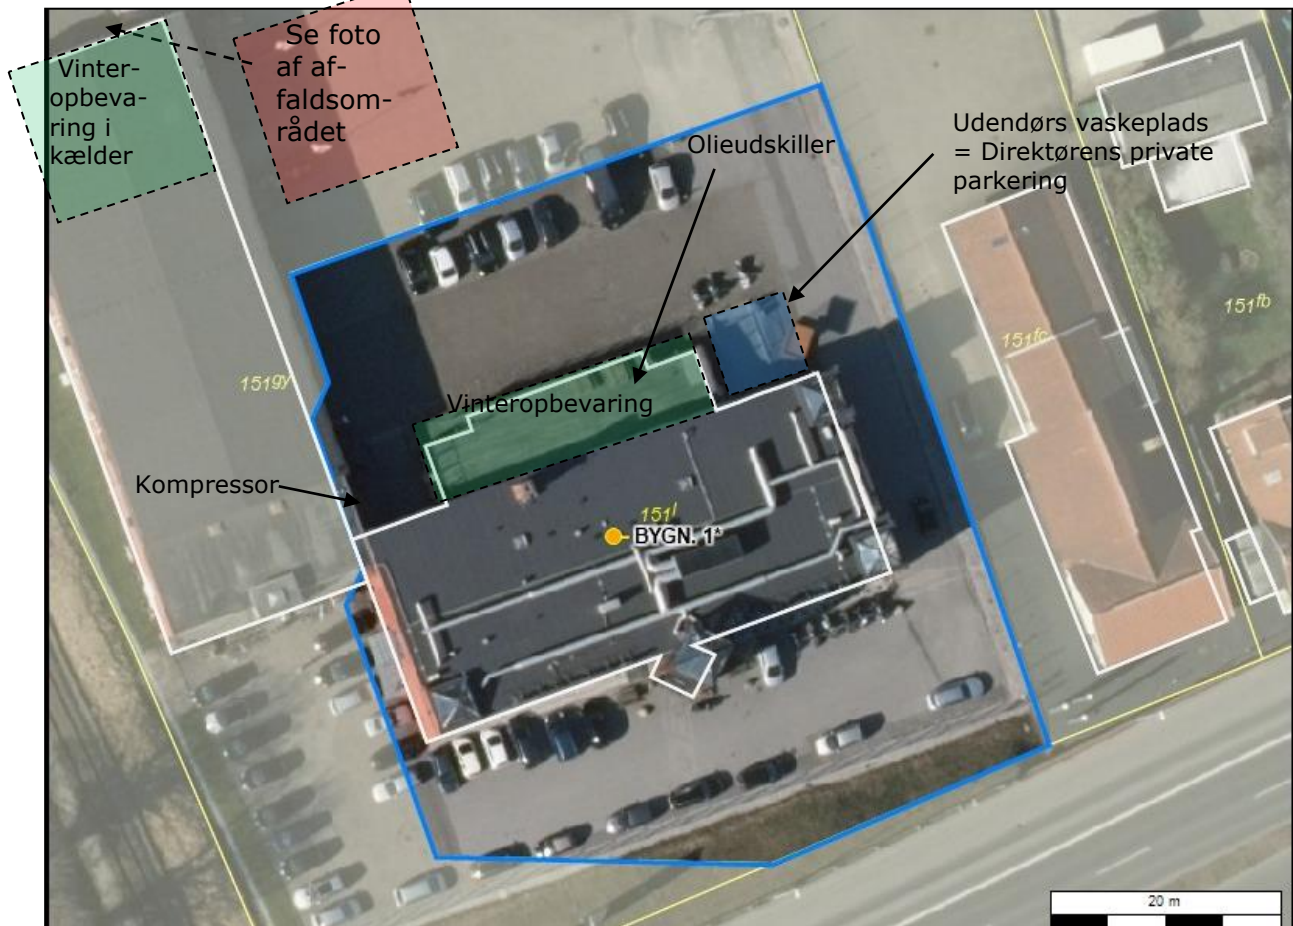 Vinter-
opbeva-
ring i
kælder
Se foto
af af-
faldsom-
rådet
Olieudskiller
Udendørs vaskeplads
= Direktørens private
parkering
151fb
151fc
151gy
Vinteropbevaring
Kompressor
151l
BYGN. 1*
20 m